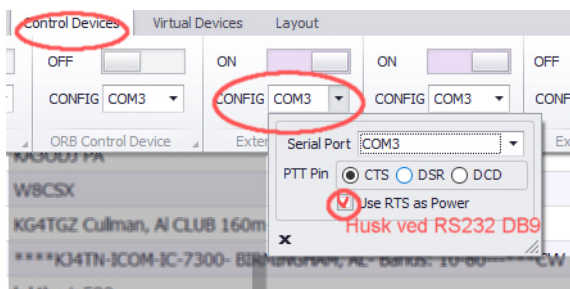 Control Devices Virtual Devices Layout
OFF ON ON OFF
CONFIG COM3 CONFIG COM3 CONFIG COM3 CONF
ORB Control Device Exter Ex
Serial Port COM3
PTT Pin CTS DSR DCD
Use RTS as Power
Husk ved RS232 DB9
x
KA3ODJ PA
W8CSX
KG4TGZ Cullman, Al CLUB 160m
****KJ4TN-ICOM-IC-7300- BIRMINGHAM, AL- Bands: 10-80------***CW